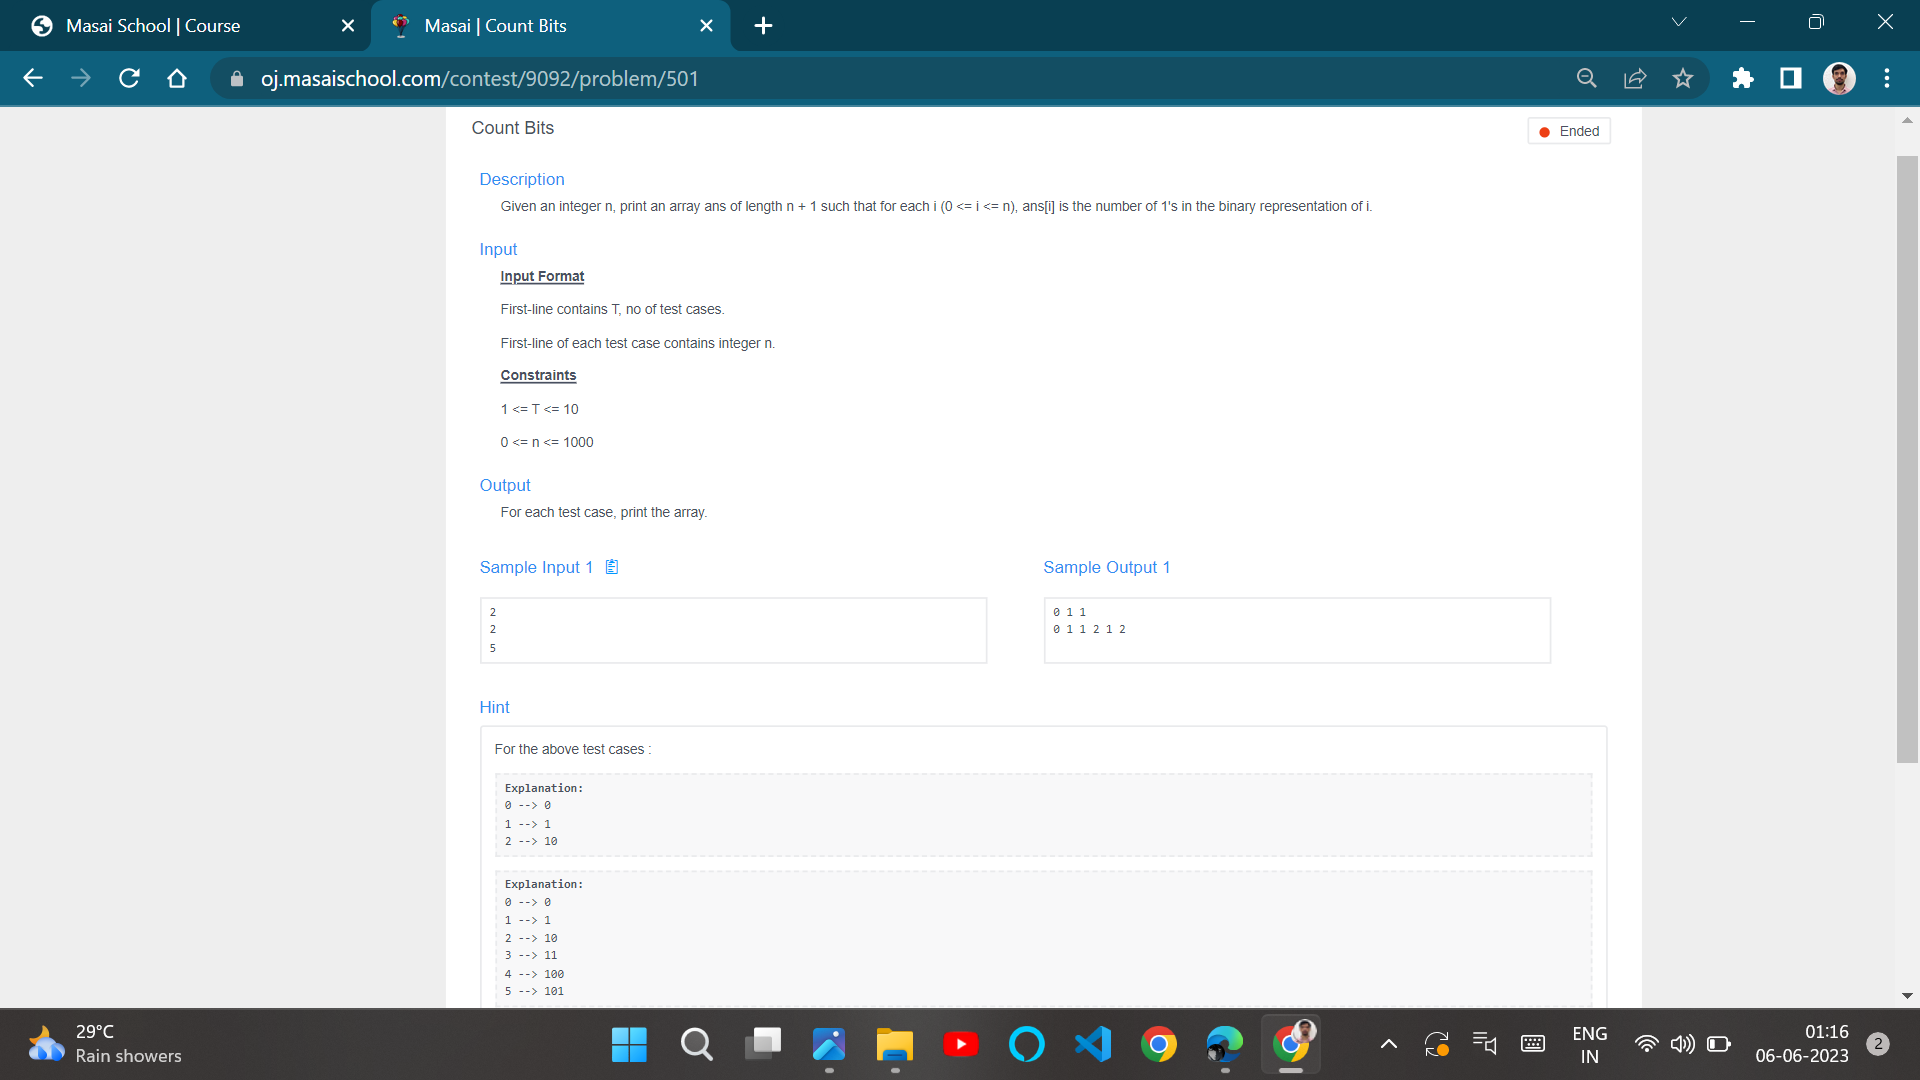 Masai School | Course
Masai | Count Bits
oj.masaischool.com/contest/9092/problem/501
Count Bits
Ended
Description
Given an integer n, print an array ans of length n + 1 such that for each i (0 <= i <= n), ans[i] is the number of 1's in the binary representation of i.
Input
Input Format
First-line contains T, no of test cases.
First-line of each test case contains integer n.
Constraints
1 <= T <= 10
0 <= n <= 1000
Output
For each test case, print the array.
Sample Input 1
2
2
5
Sample Output 1
0 1 1
0 1 1 2 1 2
Hint
For the above test cases :
Explanation:
0 --> 0
1 --> 1
2 --> 10
Explanation:
0 --> 0
1 --> 1
2 --> 10
3 --> 11
4 --> 100
5 --> 101
29°C
Rain showers
ENG
IN
01:16
06-06-2023
2